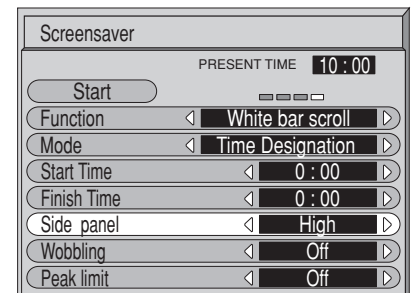 Screensaver
PRESENT TIME 10 : 00
Start
Function White bar scroll
Mode Time Designation
Start Time 0 : 00
Finish Time 0 : 00
Side panel High
Wobbling Off
Peak limit Off